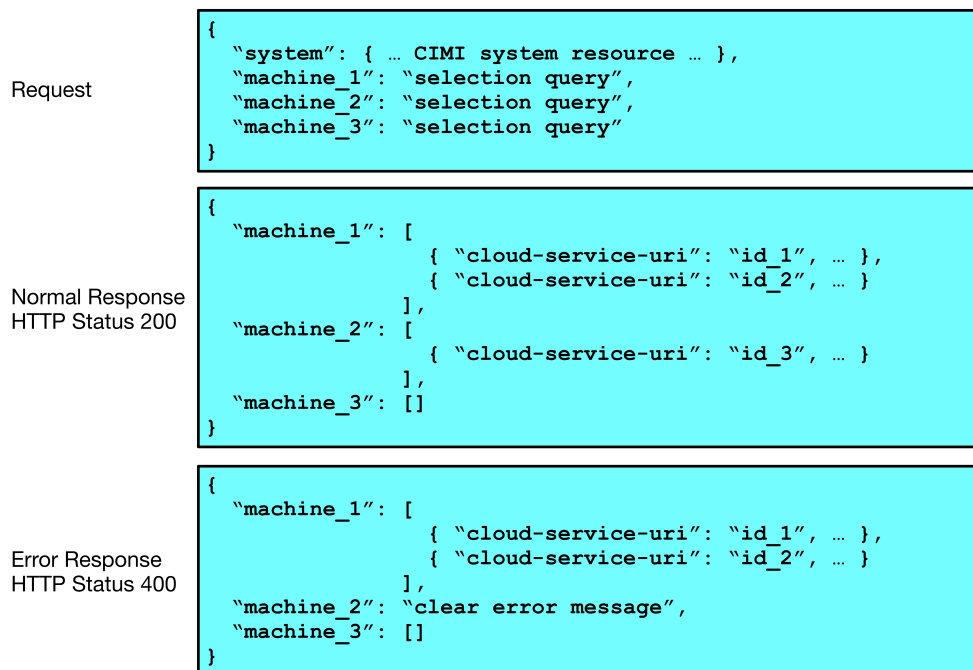 Request
{
  “system”: { … CIMI system resource … },
  “machine_1”: “selection query”,
  “machine_2”: “selection query”,
  “machine_3”: “selection query”
}
Normal Response
HTTP Status 200
{
  “machine_1”: [
                  { “cloud-service-uri”: “id_1”, … },
                  { “cloud-service-uri”: “id_2”, … }
                ],
  “machine_2”: [
                  { “cloud-service-uri”: “id_3”, … }
                ],
  “machine_3”: []
}
Error Response
HTTP Status 400
{
  “machine_1”: [
                  { “cloud-service-uri”: “id_1”, … },
                  { “cloud-service-uri”: “id_2”, … }
                ],
  “machine_2”: “clear error message”,
  “machine_3”: []
}